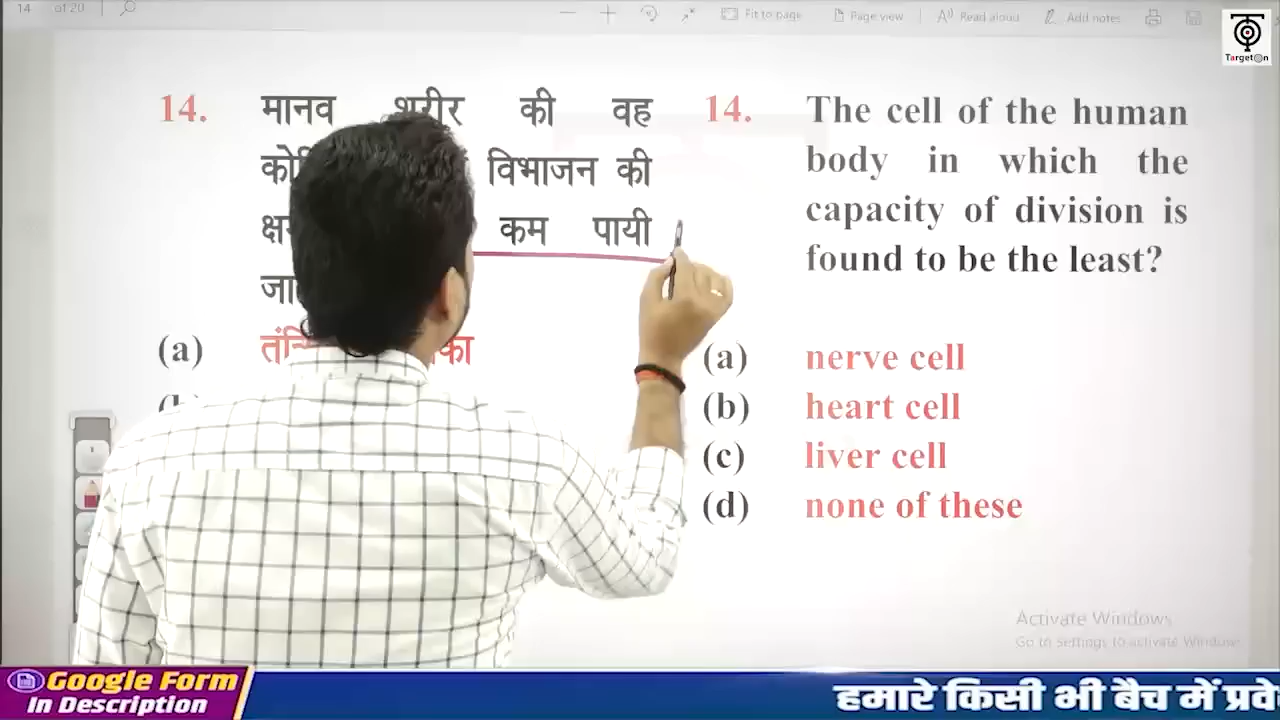 14 of 20
Fit to page
Page view
Read aloud
Add notes
TargetOn
14. मानव शरीर की वह
विभाजन की
कम पायी
(a)
14. The cell of the human
body in which the
capacity of division is
found to be the least?
(a) nerve cell
(b) heart cell
(c) liver cell
(d) none of these
Activate Windows
Go to Settings to activate Windows
Google Form
In Description
हमारे किसी भी बैच में